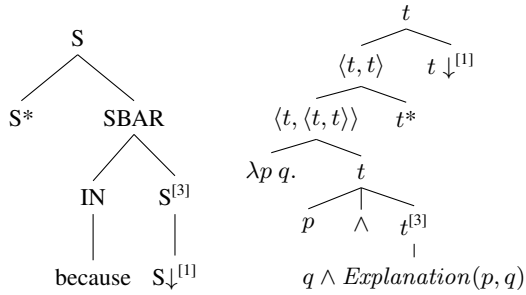 S
S* SBAR
IN S[3]
because S↓[1]
t
⟨t, t⟩ t ↓[1]
⟨t, ⟨t, t⟩⟩ t*
λp q. t
p ∧ t[3]
q ∧ Explanation(p, q)